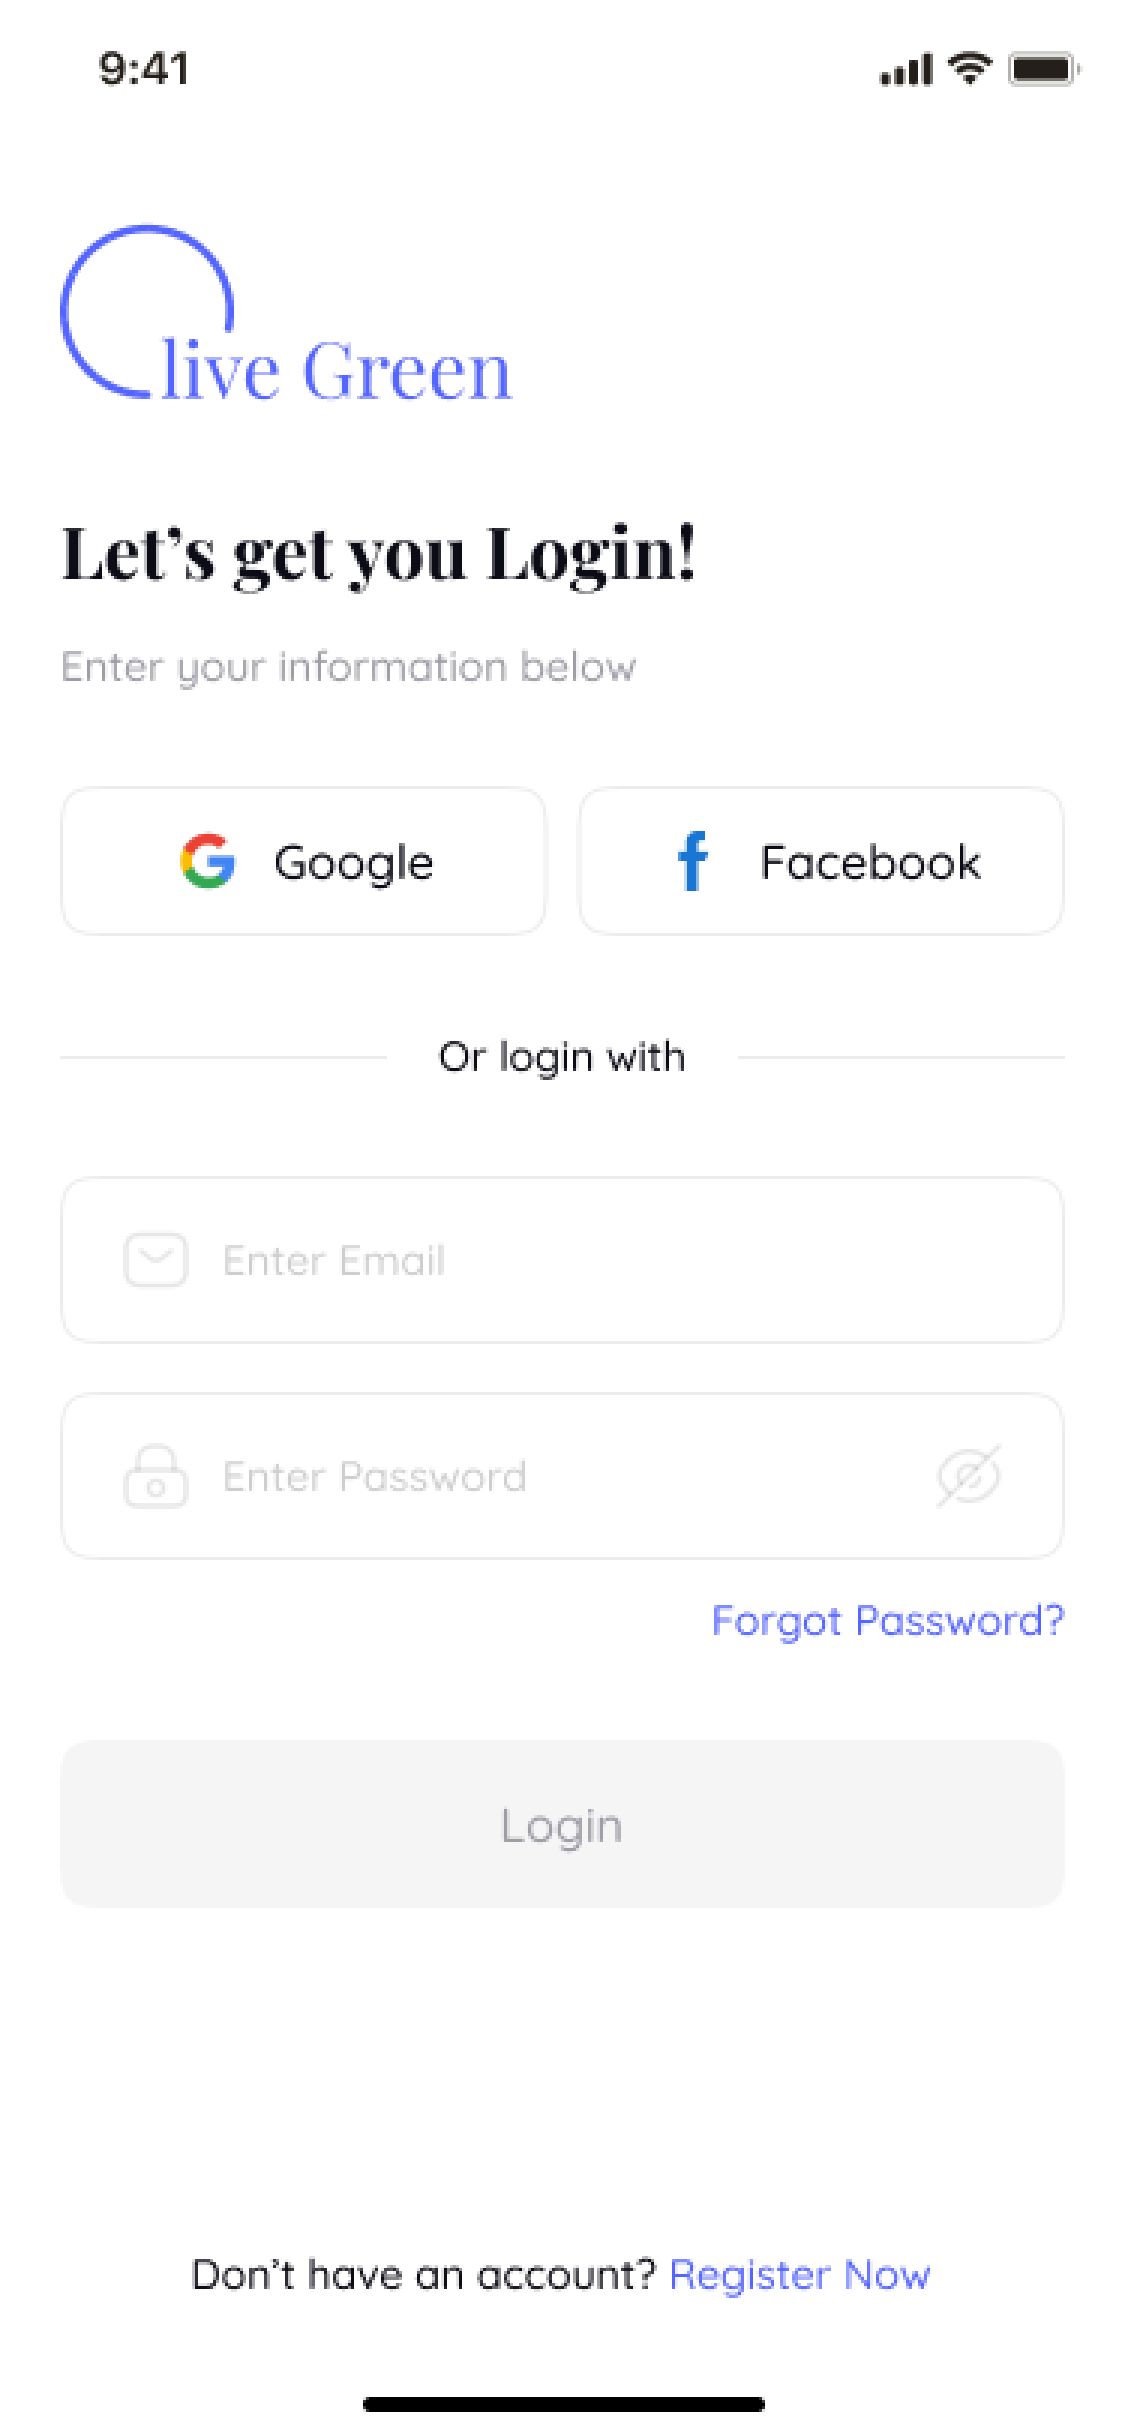 9:41
live Green
Let’s get you Login!
Enter your information below
Google
Facebook
Or login with
Enter Email
Enter Password
Forgot Password?
Login
Don’t have an account? Register Now